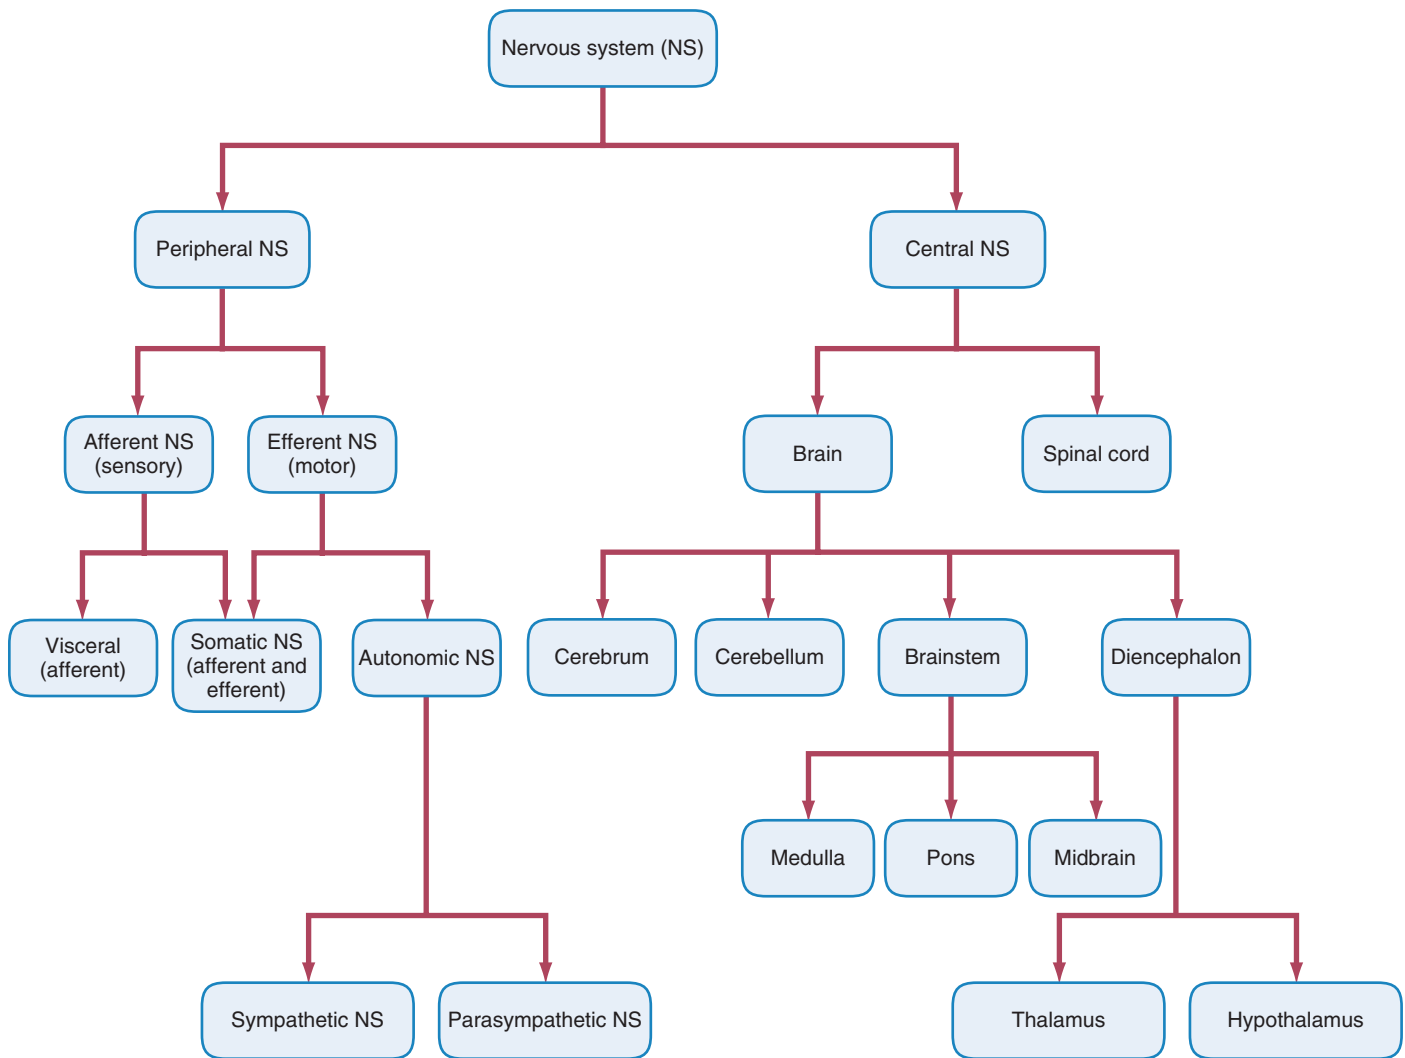 Nervous system (NS)
Peripheral NS
Central NS
Afferent NS
(sensory)
Efferent NS
(motor)
Brain
Spinal cord
Visceral
(afferent)
Somatic NS
(afferent and
efferent)
Autonomic NS
Cerebrum
Cerebellum
Brainstem
Diencephalon
Medulla
Pons
Midbrain
Sympathetic NS
Parasympathetic NS
Thalamus
Hypothalamus